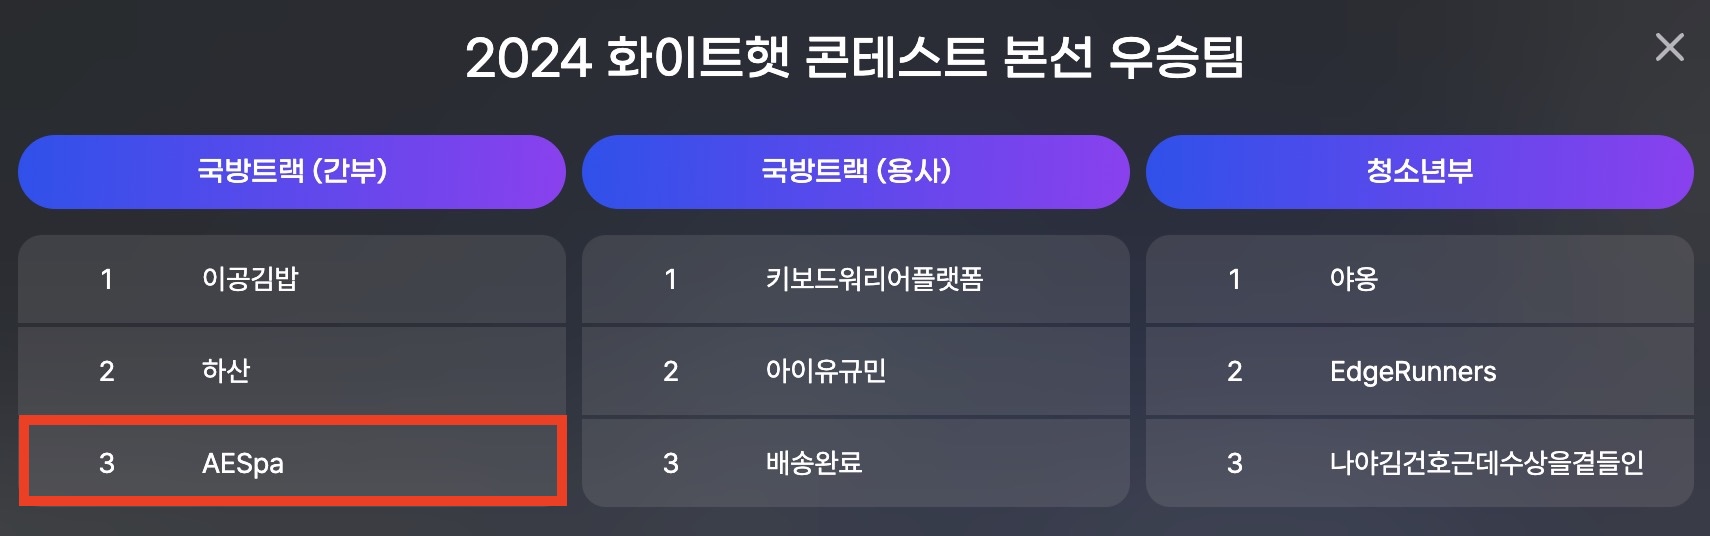 2024 화이트햇 콘테스트 본선 우승팀
국방트랙 (간부)
1 이공김밥
2 하산
3 AESpa
국방트랙 (용사)
1 키보드워리어플랫폼
2 아이유규민
3 배송완료
청소년부
1 야옹
2 EdgeRunners
3 나야김건호근데수상을곁들인